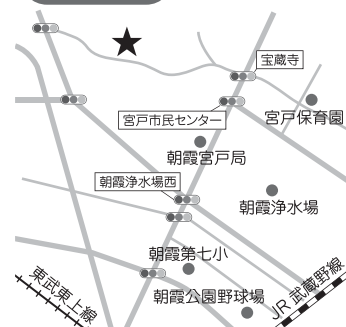 宝蔵寺
宮戸市民センター
宮戸保育園
朝霞宮戸局
朝霞浄水場西
朝霞浄水場
朝霞第七小
朝霞公園野球場
東武東上線
JR 武蔵野線